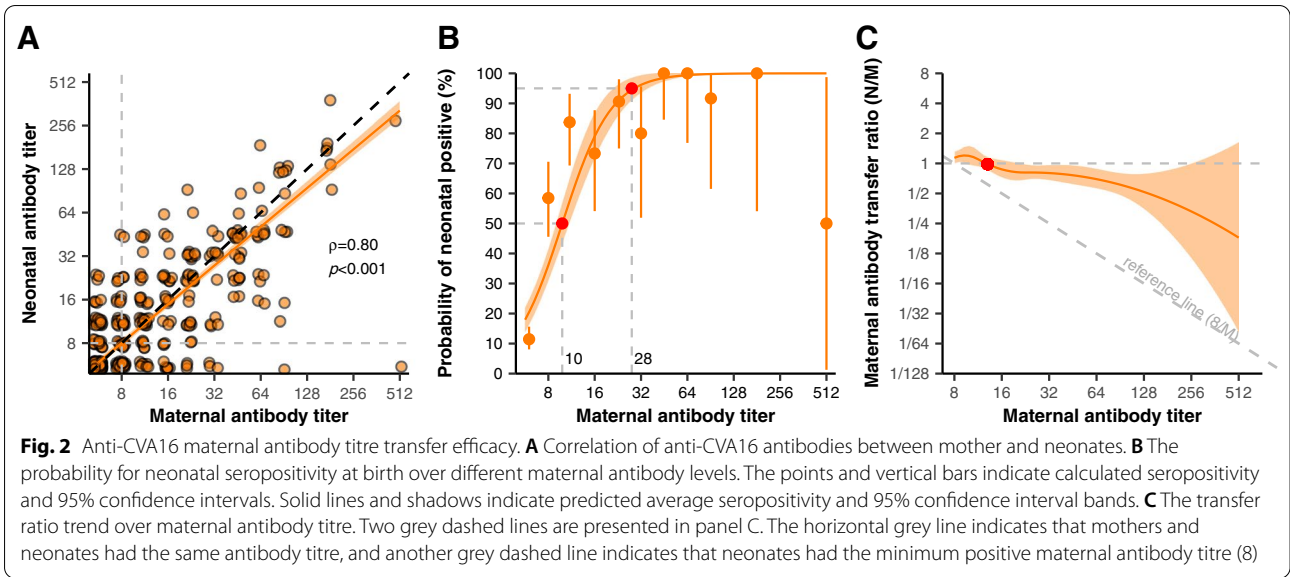 A
Neonatal antibody titer
512
256
128
64
32
16
8
ρ=0.80
p<0.001
8 16 32 64 128 256 512
Maternal antibody titer
B
Probability of neonatal positive (%)
100
90
80
70
60
50
40
30
20
10
0
10
28
8 16 32 64 128 256 512
Maternal antibody titer
C
Maternal antibody transfer ratio (N/M)
8
4
2
1
1/2
1/4
1/8
1/16
1/32
1/64
1/128
reference line (8/M)
8 16 32 64 128 256 512
Maternal antibody titer
Fig. 2 Anti-CVA16 maternal antibody titre transfer efficacy. A Correlation of anti-CVA16 antibodies between mother and neonates. B The
probability for neonatal seropositivity at birth over different maternal antibody levels. The points and vertical bars indicate calculated seropositivity
and 95% confidence intervals. Solid lines and shadows indicate predicted average seropositivity and 95% confidence interval bands. C The transfer
ratio trend over maternal antibody titre. Two grey dashed lines are presented in panel C. The horizontal grey line indicates that mothers and
neonates had the same antibody titre, and another grey dashed line indicates that neonates had the minimum positive maternal antibody titre (8)